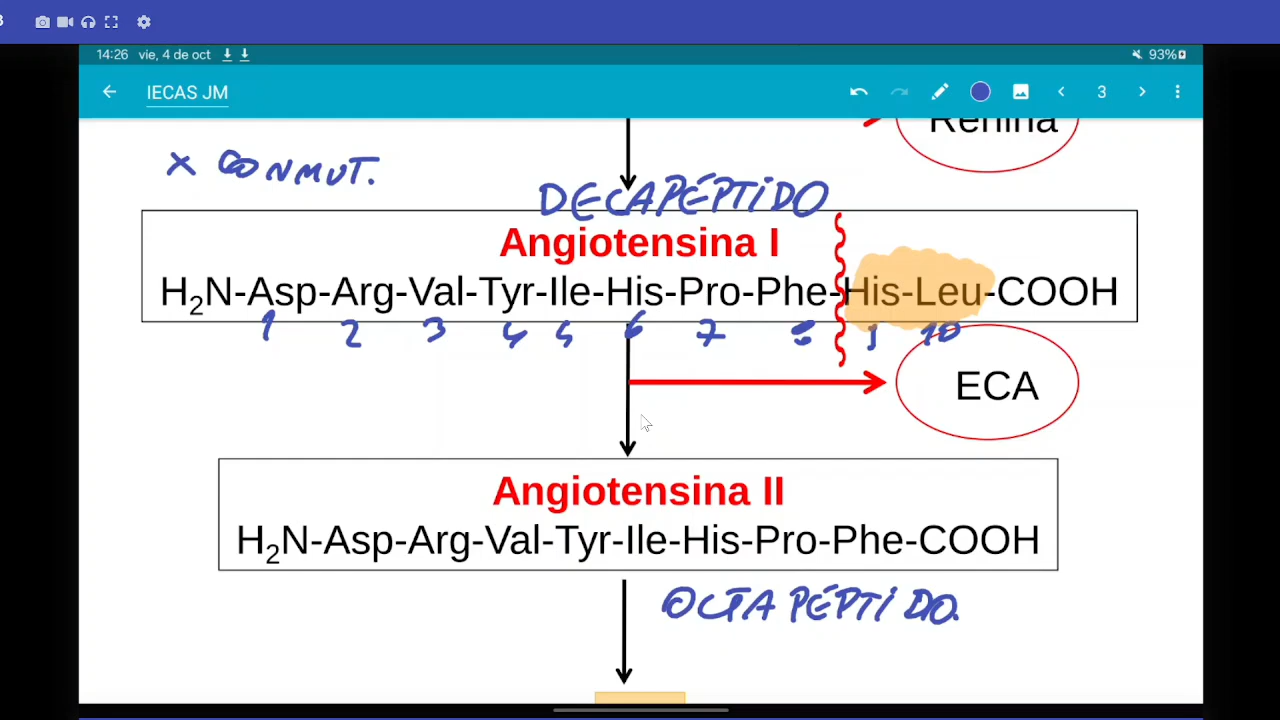 3
14:26 vie, 4 de oct 93%
IECAS JM 3
Renina
x CONMUT.
DECAPÉPTIDO
Angiotensina I
H₂N-Asp-Arg-Val-Tyr-Ile-His-Pro-Phe-His-Leu-COOH
1 2 3 4 5 6 7 8 9 10
ECA
Angiotensina II
H₂N-Asp-Arg-Val-Tyr-Ile-His-Pro-Phe-COOH
OCTAPÉPTIDO.